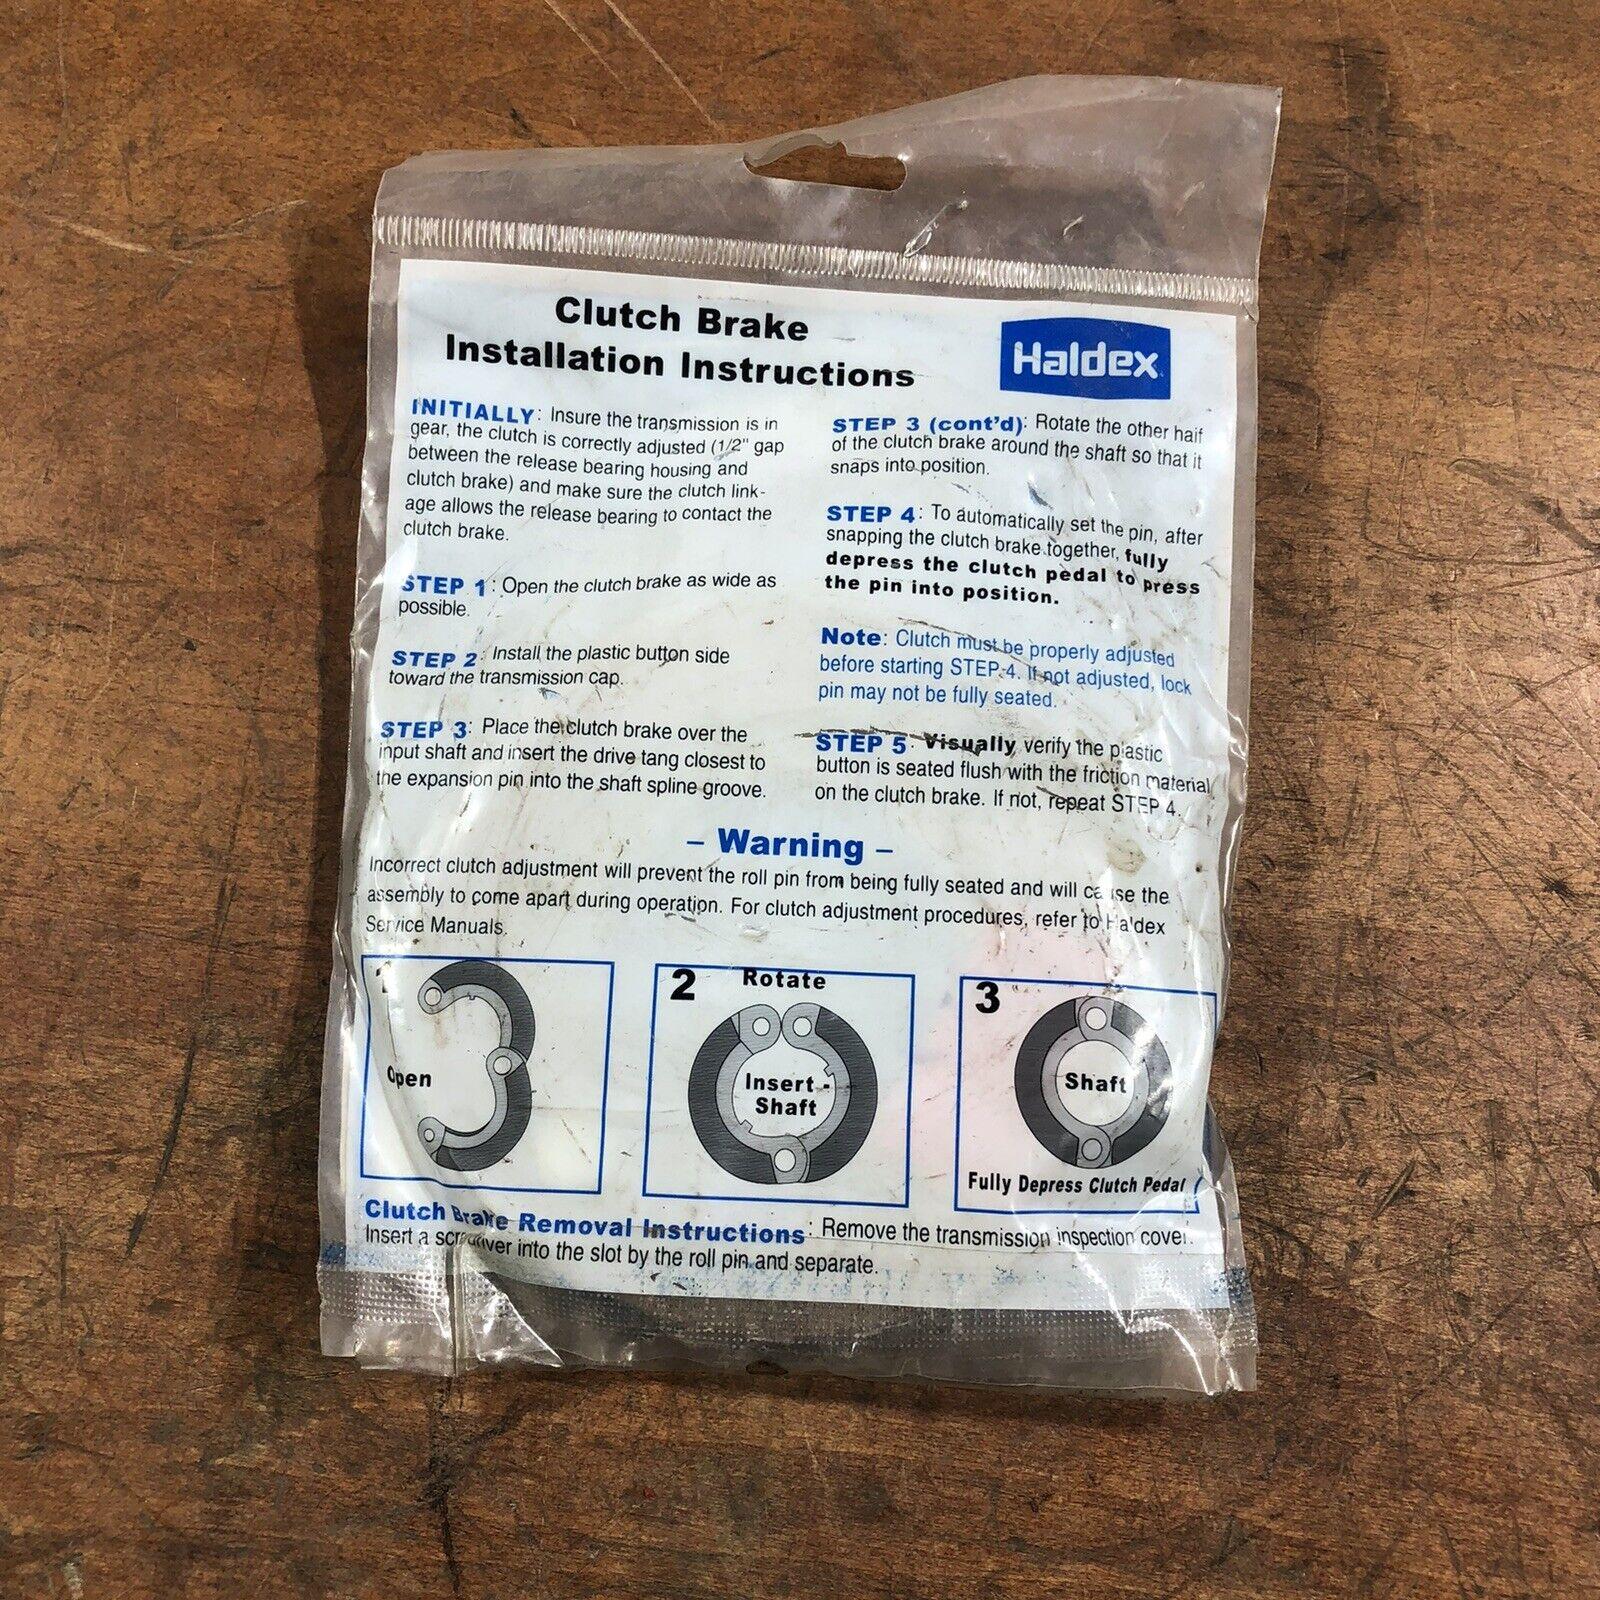 Clutch Brake
Installation Instructions
Haldex
INITIALLY: Insure the transmission is in
gear, the clutch is correctly adjusted (1/2" gap
between the release bearing housing and
clutch brake) and make sure the clutch link-
age allows the release bearing to contact the
clutch brake.
STEP 1: Open the clutch brake as wide as
possible.
STEP 2: Install the plastic button side
toward the transmission cap.
STEP 3: Place the clutch brake over the
input shaft and insert the drive tang closest to
the expansion pin into the shaft spline groove.
STEP 3 (cont'd): Rotate the other half
of the clutch brake around the shaft so that it
snaps into position.
STEP 4: To automatically set the pin, after
snapping the clutch brake together, fully
depress the clutch pedal to press
the pin into position.
Note: Clutch must be properly adjusted
before starting STEP 4. If not adjusted, lock
pin may not be fully seated.
STEP 5: Visually verify the plastic
button is seated flush with the friction material
on the clutch brake. If not, repeat STEP 4.
– Warning –
Incorrect clutch adjustment will prevent the roll pin from being fully seated and will cause the
assembly to come apart during operation. For clutch adjustment procedures, refer to Haldex
Service Manuals.
1
Open
2
Rotate
Insert -
Shaft
3
Shaft
Fully Depress Clutch Pedal
Clutch Brake Removal Instructions: Remove the transmission inspection cover.
Insert a screwdriver into the slot by the roll pin and separate.